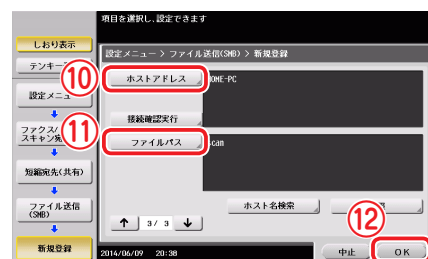 項目を選択し、設定できます
しおり表示
設定メニュー > ファイル送信(SMB) > 新規登録
テンキー
⑩
ホストアドレス
HOME-PC
設定メニュー
接続確認実行
⑪
ファクス/
スキャン宛
ファイルパス
scan
短縮宛先(共有)
ファイル送信
(SMB)
ホスト名検索
⑫
↑ 3/ 3 ↓
新規登録
2014/06/09 20:38
中止
OK